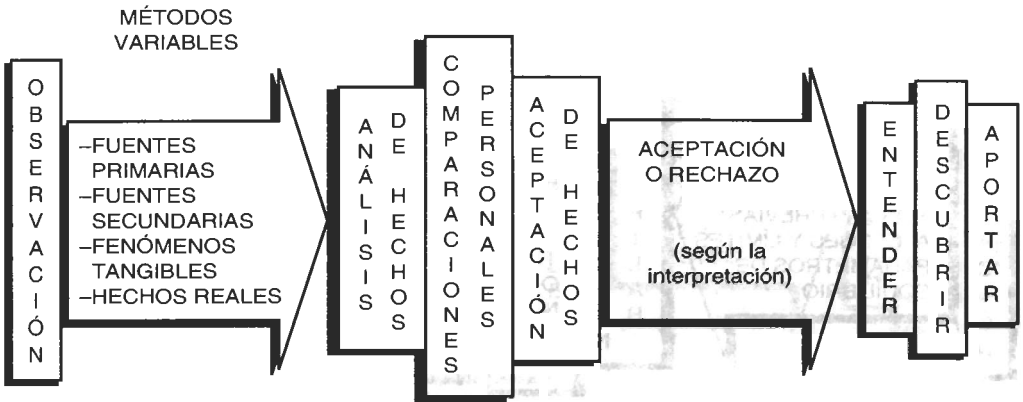 MÉTODOS
VARIABLES
OBSERVACIÓN
–FUENTES
PRIMARIAS
–FUENTES
SECUNDARIAS
–FENÓMENOS
TANGIBLES
–HECHOS REALES
ANÁLISIS
DE HECHOS
COMPARACIONES
PERSONALES
ACEPTACIÓN
DE HECHOS
ACEPTACIÓN
O RECHAZO
(según la
interpretación)
ENTENDER
DESCUBRIR
APORTAR